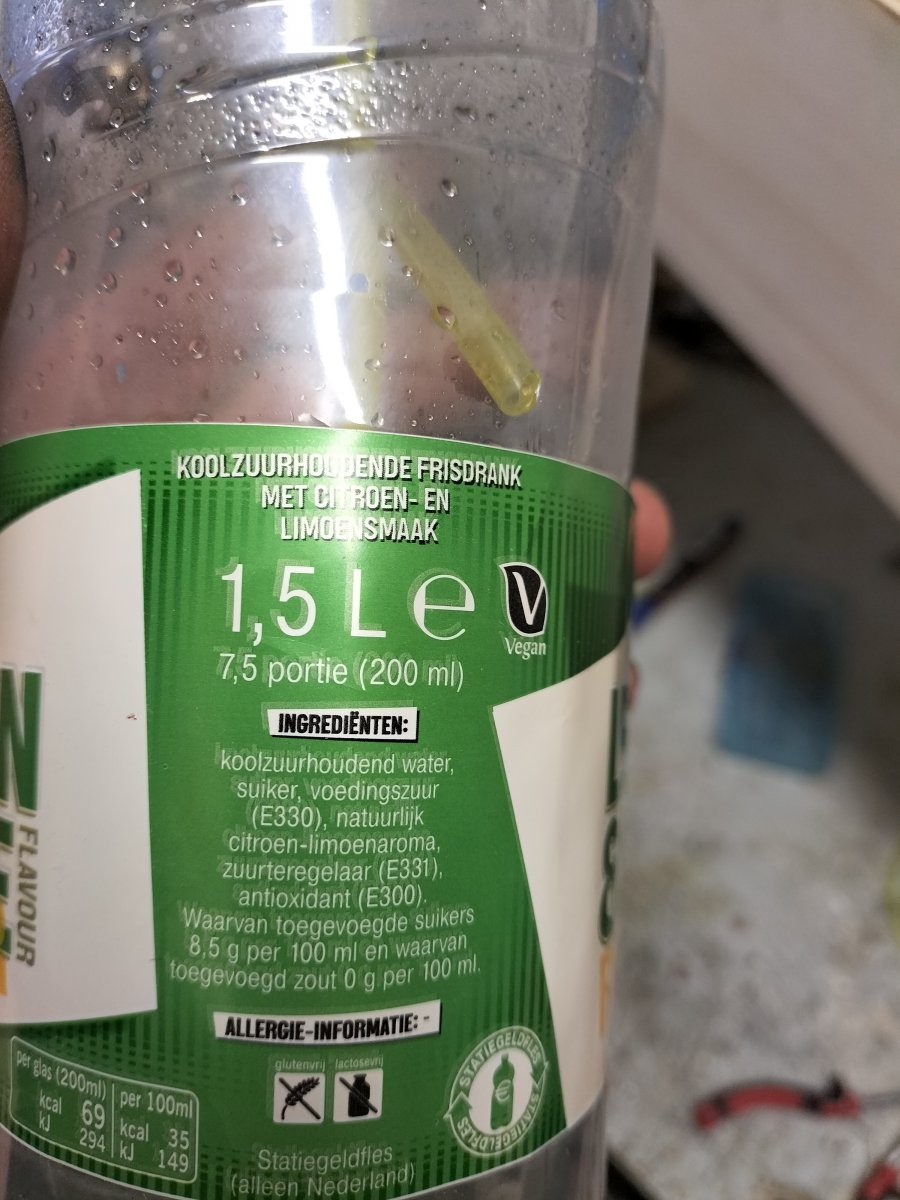 KOOLZUURHOUDENDE FRISDRANK
MET CITROEN- EN
LIMOENSMAAK
1,5 L e
Vegan
7,5 portie (200 ml)
INGREDIËNTEN:
koolzuurhoudend water,
suiker, voedingszuur
(E330), natuurlijk
citroen-limoenaroma,
zuurteregelaar (E331),
antioxidant (E300).
Waarvan toegevoegde suikers
8,5 g per 100 ml en waarvan
toegevoegd zout 0 g per 100 ml.
ALLERGIE-INFORMATIE: -
glutenvrij lactosevrij
STATIEGELDFLES STATIEGELDFLES
Statiegeldfles
(alleen Nederland)
per glas (200ml)
kcal 69
kJ 294
per 100ml
kcal 35
kJ 149
FLAVOUR